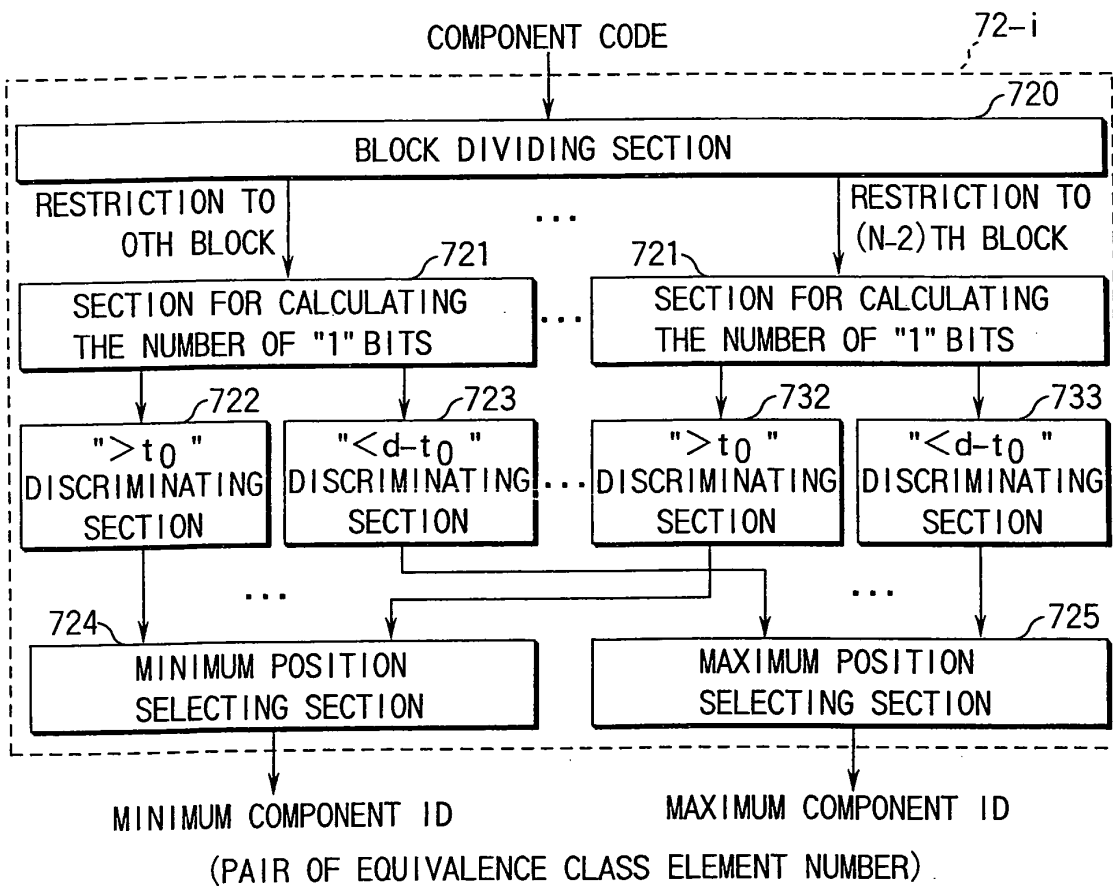 COMPONENT CODE
72-i
720
BLOCK DIVIDING SECTION
RESTRICTION TO
0TH BLOCK
...
RESTRICTION TO
(N-2)TH BLOCK
721
721
SECTION FOR CALCULATING
THE NUMBER OF "1" BITS
...
SECTION FOR CALCULATING
THE NUMBER OF "1" BITS
722
723
732
733
">t0"
DISCRIMINATING
SECTION
"<d-t0"
DISCRIMINATING
SECTION
...
">t0"
DISCRIMINATING
SECTION
"<d-t0"
DISCRIMINATING
SECTION
...
...
724
725
MINIMUM POSITION
SELECTING SECTION
MAXIMUM POSITION
SELECTING SECTION
MINIMUM COMPONENT ID
MAXIMUM COMPONENT ID
(PAIR OF EQUIVALENCE CLASS ELEMENT NUMBER)